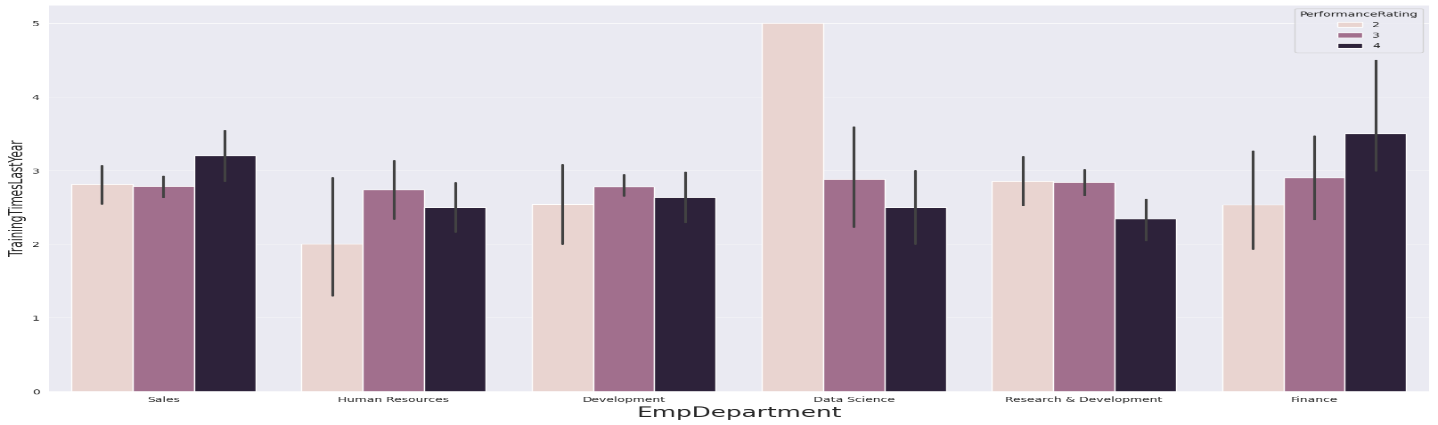 PerformanceRating
2
3
4
5
4
3
2
1
0
TrainingTimesLastYear
Sales
Human Resources
Development
Data Science
Research & Development
Finance
EmpDepartment